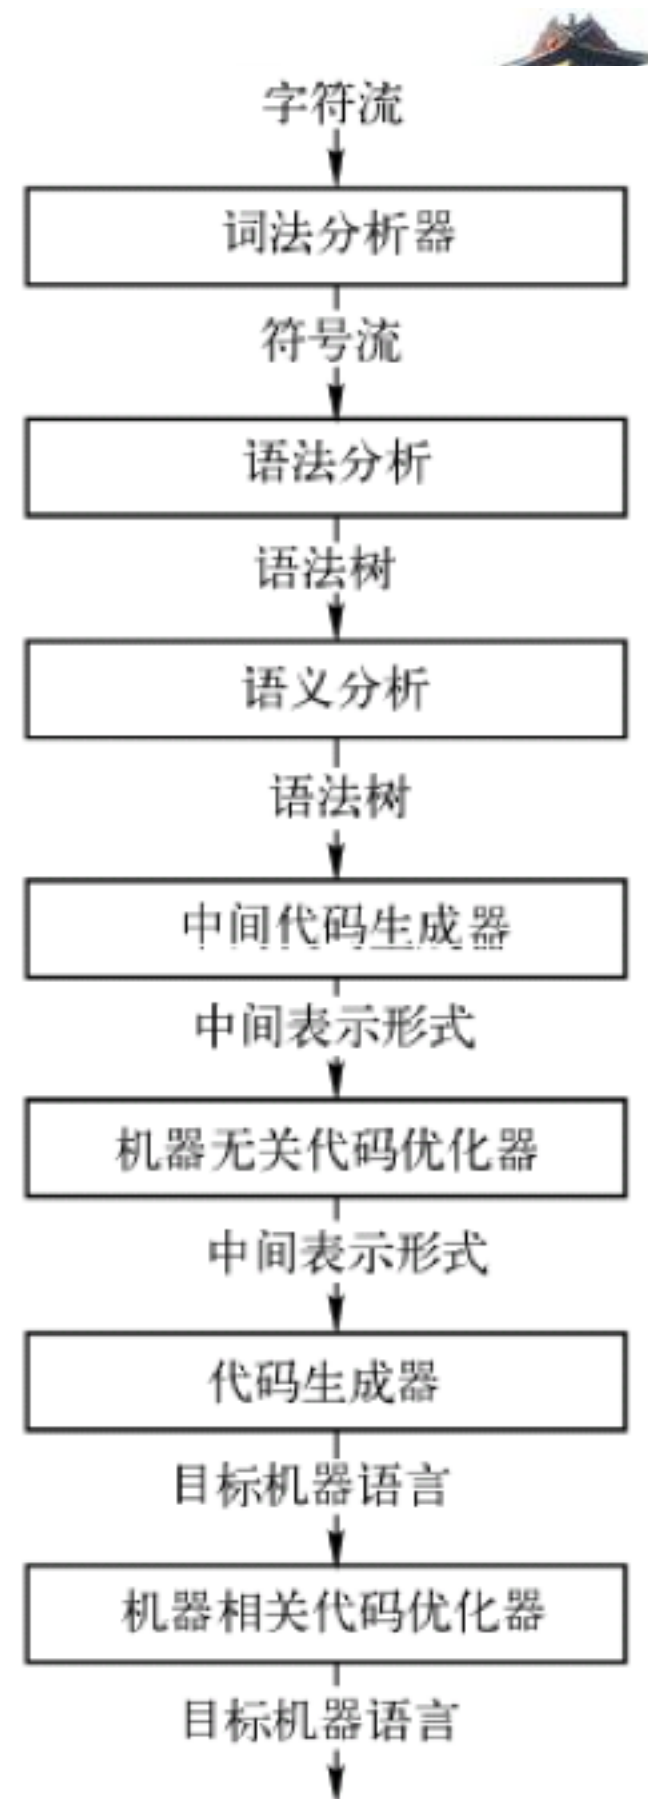 字符流
词法分析器
符号流
语法分析
语法树
语义分析
语法树
中间代码生成器
中间表示形式
机器无关代码优化器
中间表示形式
代码生成器
目标机器语言
机器相关代码优化器
目标机器语言